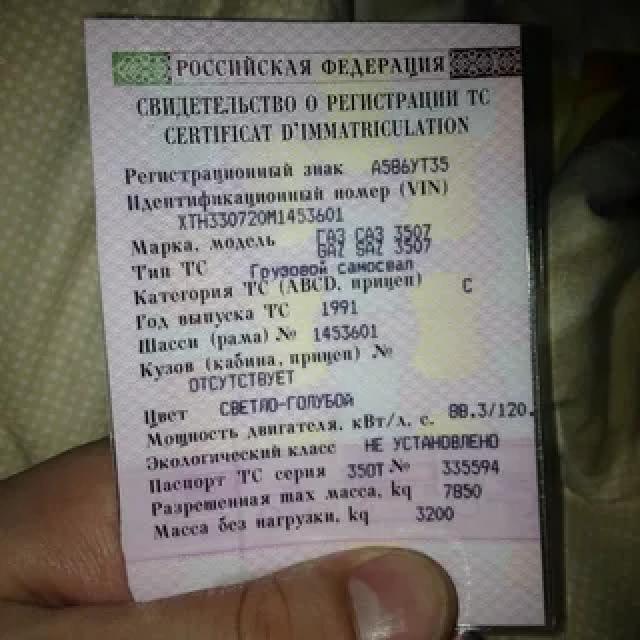 РОССИЙСКАЯ ФЕДЕРАЦИЯ
СВИДЕТЕЛЬСТВО О РЕГИСТРАЦИИ ТС
CERTIFICAT D'IMMATRICULATION
Регистрационный знак А586УТ35
Идентификационный номер (VIN)
ХТН330720М1453601
Марка, модель ГАЗ САЗ 3507
GAZ SAZ 3507
Тип ТС Грузовой самосвал
Категория ТС (ABCD, прицеп) C
Год выпуска ТС 1991
Шасси (рама) № 1453601
Кузов (кабина, прицеп) №
ОТСУТСТВУЕТ
Цвет СВЕТЛО-ГОЛУБОЙ
Мощность двигателя, кВт/л. с. 88.3/120.
Экологический класс НЕ УСТАНОВЛЕНО
Паспорт ТС серия 35ОТ № 335594
Разрешенная max масса, kg 7850
Масса без нагрузки, kg 3200